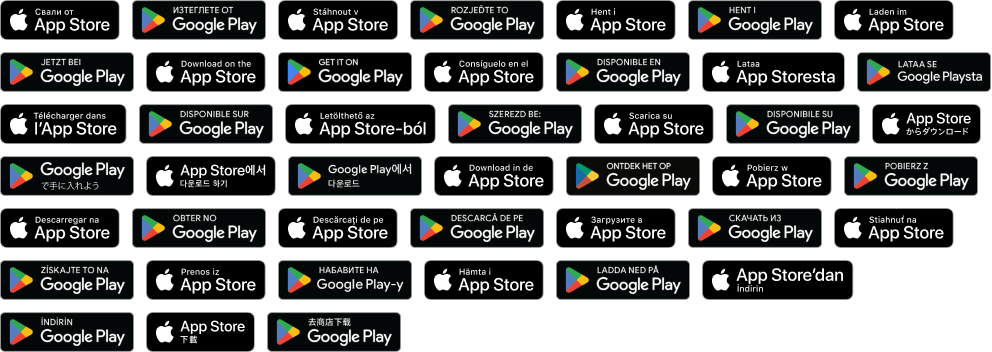 Свали от
App Store
ИЗТЕГЛЕТЕ ОТ
Google Play
Stáhnout v
App Store
ROZJEĎTE TO
Google Play
Hent i
App Store
HENT I
Google Play
Laden im
App Store
JETZT BEI
Google Play
Download on the
App Store
GET IT ON
Google Play
Consíguelo en el
App Store
DISPONIBLE EN
Google Play
Lataa
App Storesta
LATAA SE
Google Playsta
Télécharger dans
l'App Store
DISPONIBLE SUR
Google Play
Letölthető az
App Store-ból
SZEREZD BE:
Google Play
Scarica su
App Store
DISPONIBILE SU
Google Play
App Store
からダウンロード
Google Play
で手に入れよう
App Store에서
다운로드 하기
Google Play에서
다운로드
Download in de
App Store
ONTDEK HET OP
Google Play
Pobierz w
App Store
POBIERZ Z
Google Play
Descarregar na
App Store
OBTER NO
Google Play
Descărcați de pe
App Store
DESCARCĂ DE PE
Google Play
Загрузите в
App Store
СКАЧАТЬ ИЗ
Google Play
Stiahnuť na
App Store
ZÍSKAJTE TO NA
Google Play
Prenos iz
App Store
НАБАВИТЕ НА
Google Play-y
Hämta i
App Store
LADDA NED PÅ
Google Play
App Store'dan
İndirin
İNDİRİN
Google Play
App Store
下載
去商店下载
Google Play